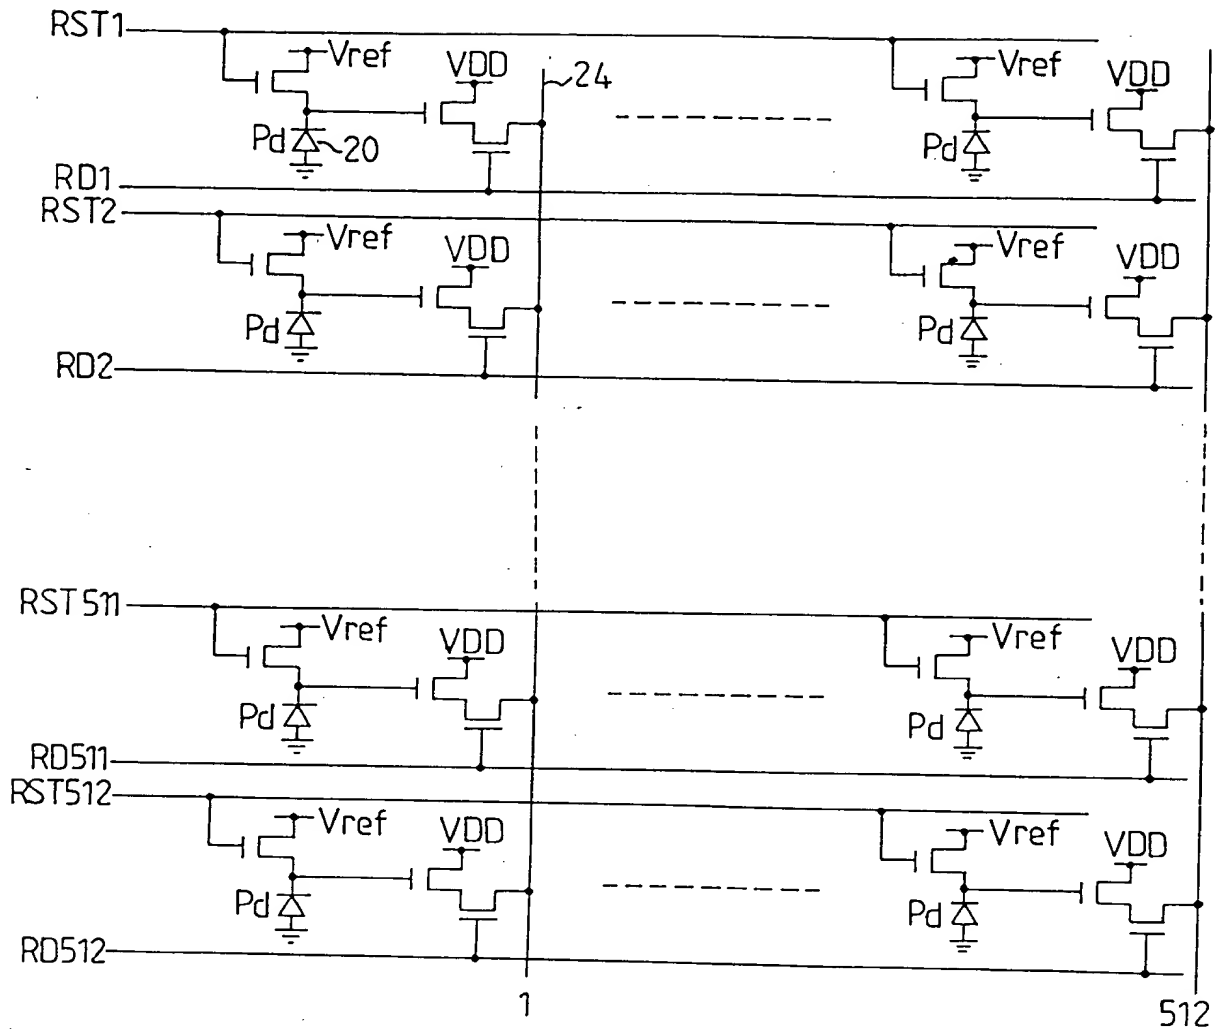 RST1
Vref
VDD
24
Vref
VDD
Pd
20
Pd
RD1
RST2
Vref
VDD
Vref
VDD
Pd
Pd
RD2
RST511
Vref
VDD
Vref
VDD
Pd
Pd
RD511
RST512
Vref
VDD
Vref
VDD
Pd
Pd
RD512
1
512